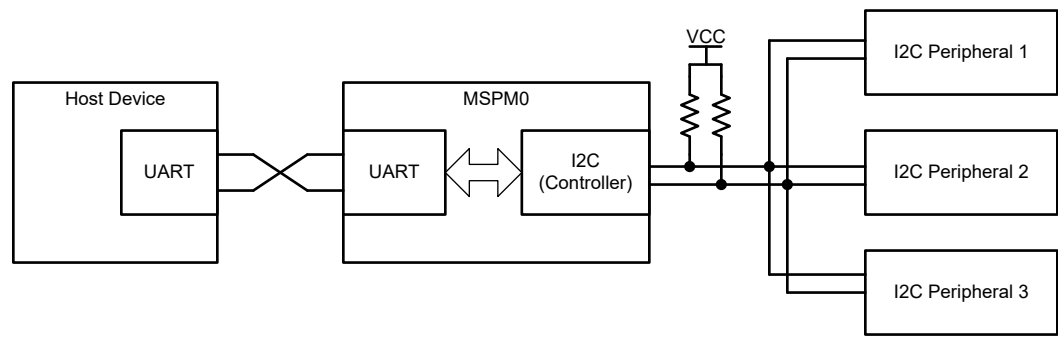 Host Device
UART
MSPM0
UART
I2C
(Controller)
VCC
I2C Peripheral 1
I2C Peripheral 2
I2C Peripheral 3